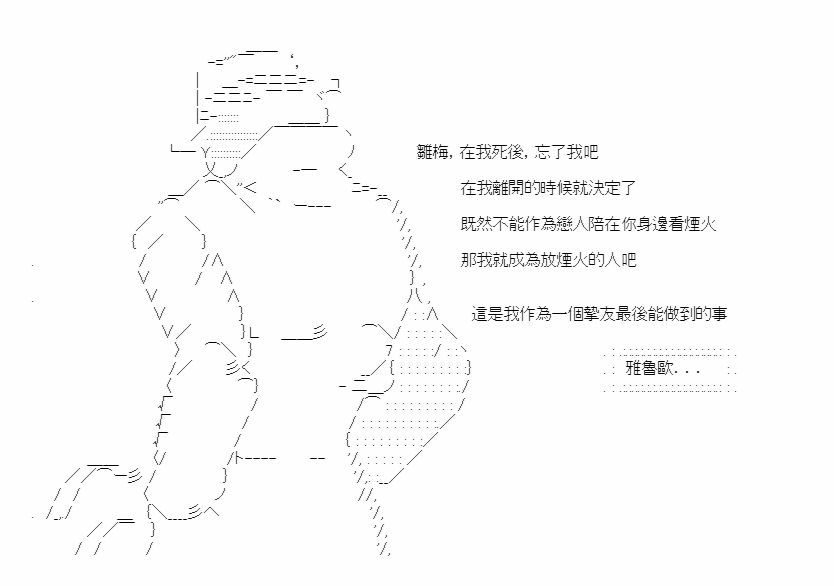 雛梅，在我死後，忘了我吧
在我離開的時候就決定了
既然不能作為戀人陪在你身邊看煙火
那我就成為放煙火的人吧
這是我作為一個摯友最後能做到的事
雅魯歐...